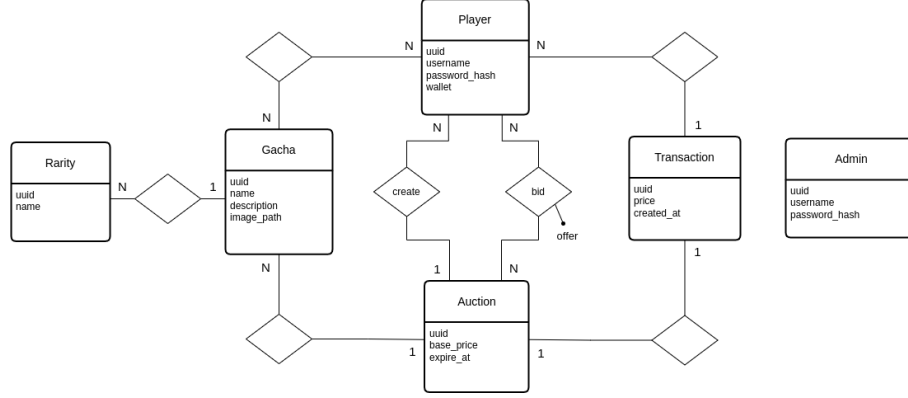 Player
uuid
username
password_hash
wallet
N
N
N
N
N
1
Rarity
uuid
name
N
1
Gacha
uuid
name
description
image_path
N
create
bid
offer
Transaction
uuid
price
created_at
1
Admin
uuid
username
password_hash
1
N
Auction
uuid
base_price
expire_at
1
1